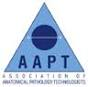 AAPT
ASSOCIATION OF
ANATOMICAL PATHOLOGY TECHNOLOGISTS